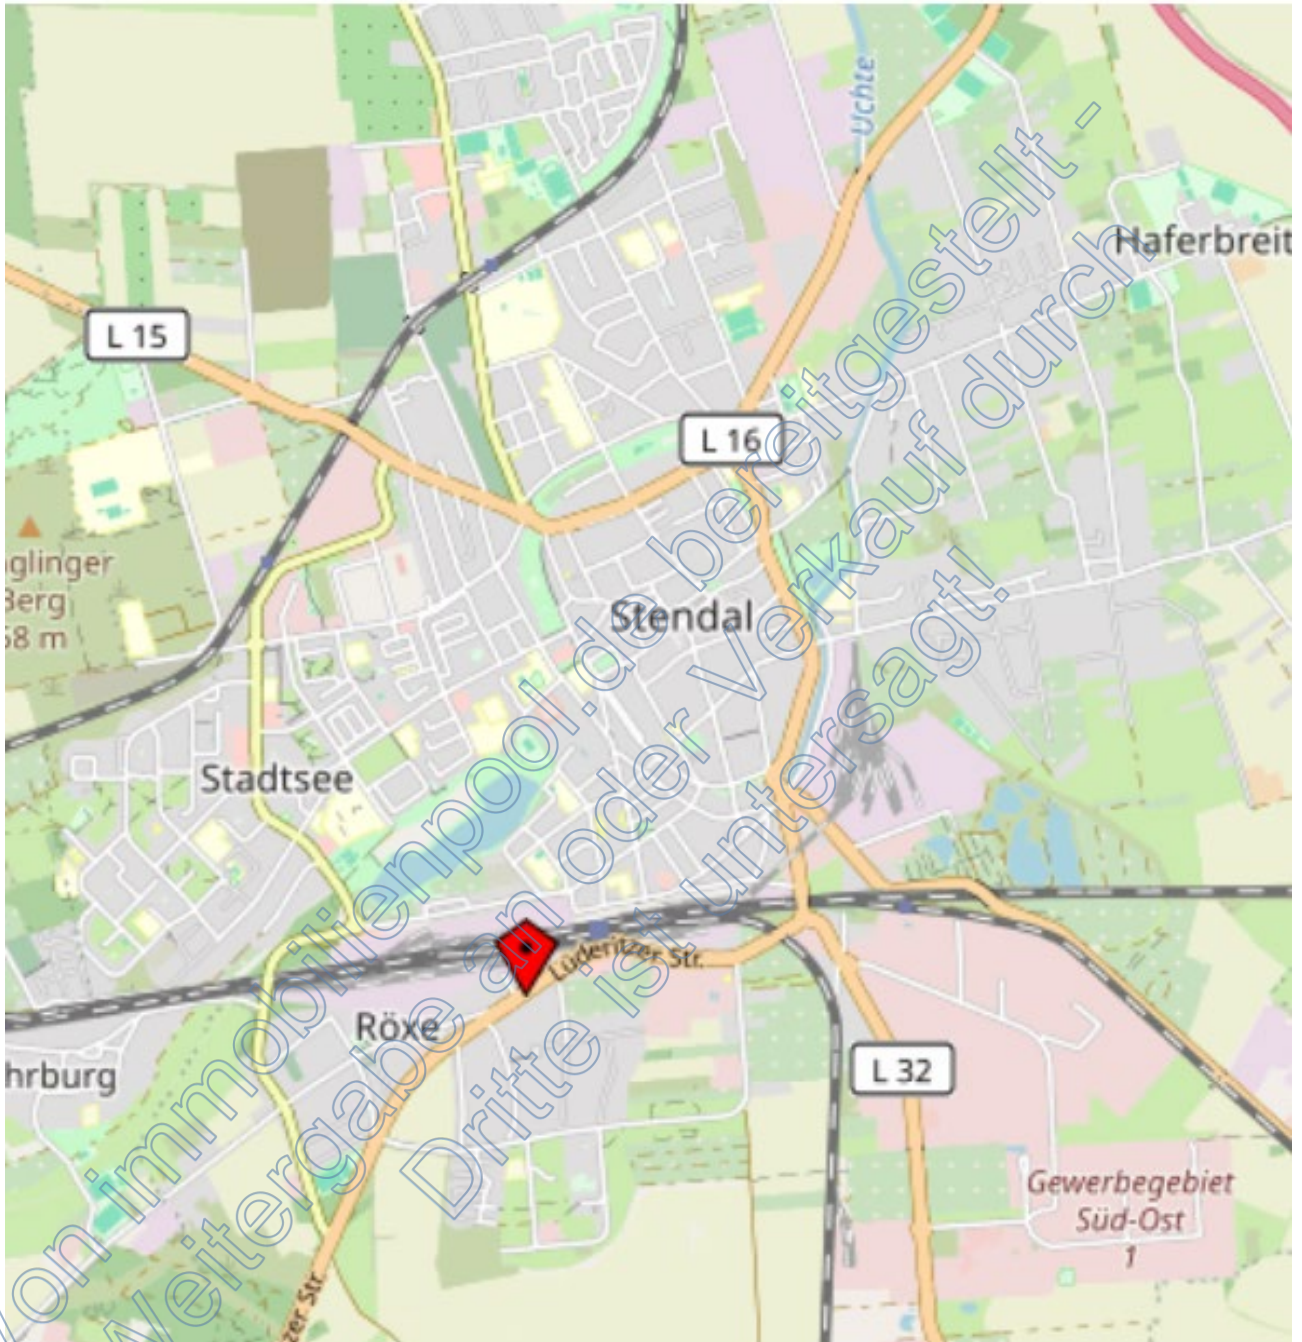 Uchte
Haferbreit
L 15
L 16
glinger
Berg
68 m
Stendal
Stadtsee
Lüderitzer Str.
Röxe
hrburg
L 32
Gewerbegebiet
Süd-Ost
1
zer Str.
von immobilienpool.de bereitgestellt -
Weitergabe an oder Verkauf durch
Dritte ist untersagt!